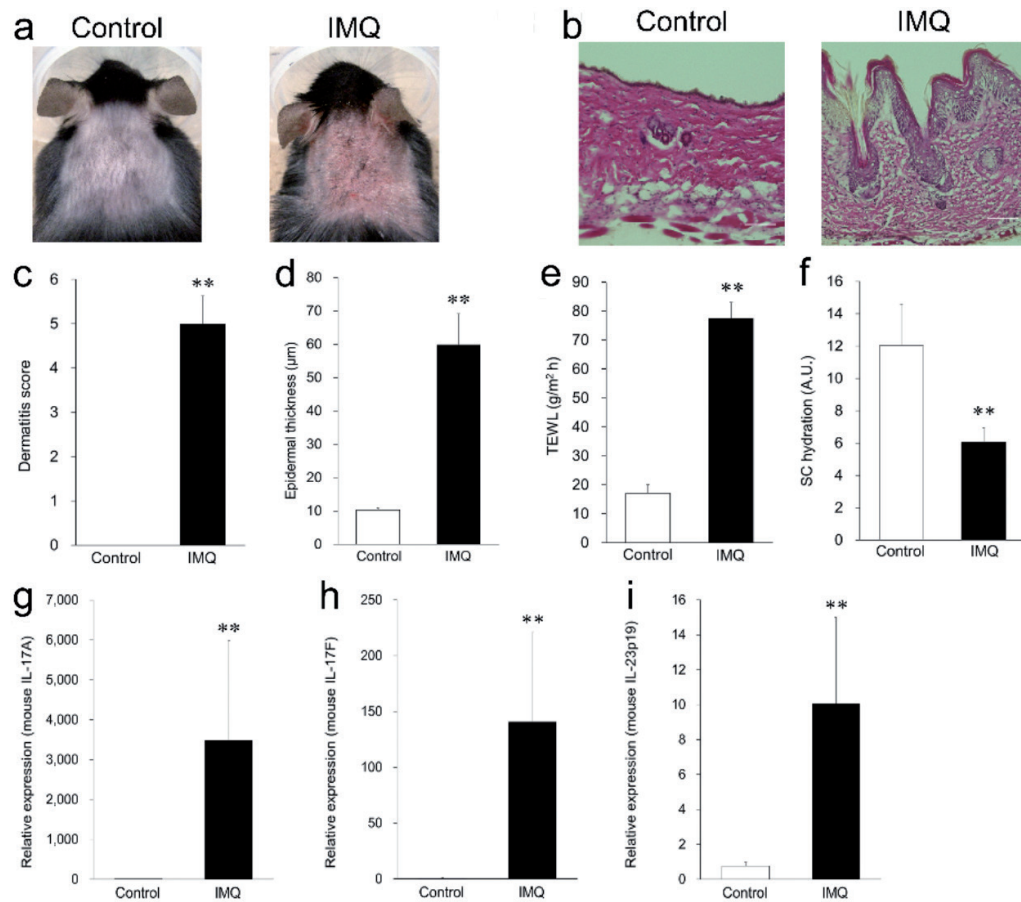 a Control IMQ
b Control IMQ
c
Dermatitis score
6
5
4
3
2
1
0
**
Control IMQ
d
Epidermal thickness (μm)
80
70
60
50
40
30
20
10
0
**
Control IMQ
e
TEWL (g/m² h)
90
80
70
60
50
40
30
20
10
0
**
Control IMQ
f
SC hydration (A.U.)
16
14
12
10
8
6
4
2
0
**
Control IMQ
g
Relative expression (mouse IL-17A)
7,000
6,000
5,000
4,000
3,000
2,000
1,000
0
**
Control IMQ
h
Relative expression (mouse IL-17F)
250
200
150
100
50
0
**
Control IMQ
i
Relative expression (mouse IL-23p19)
16
14
12
10
8
6
4
2
0
**
Control IMQ